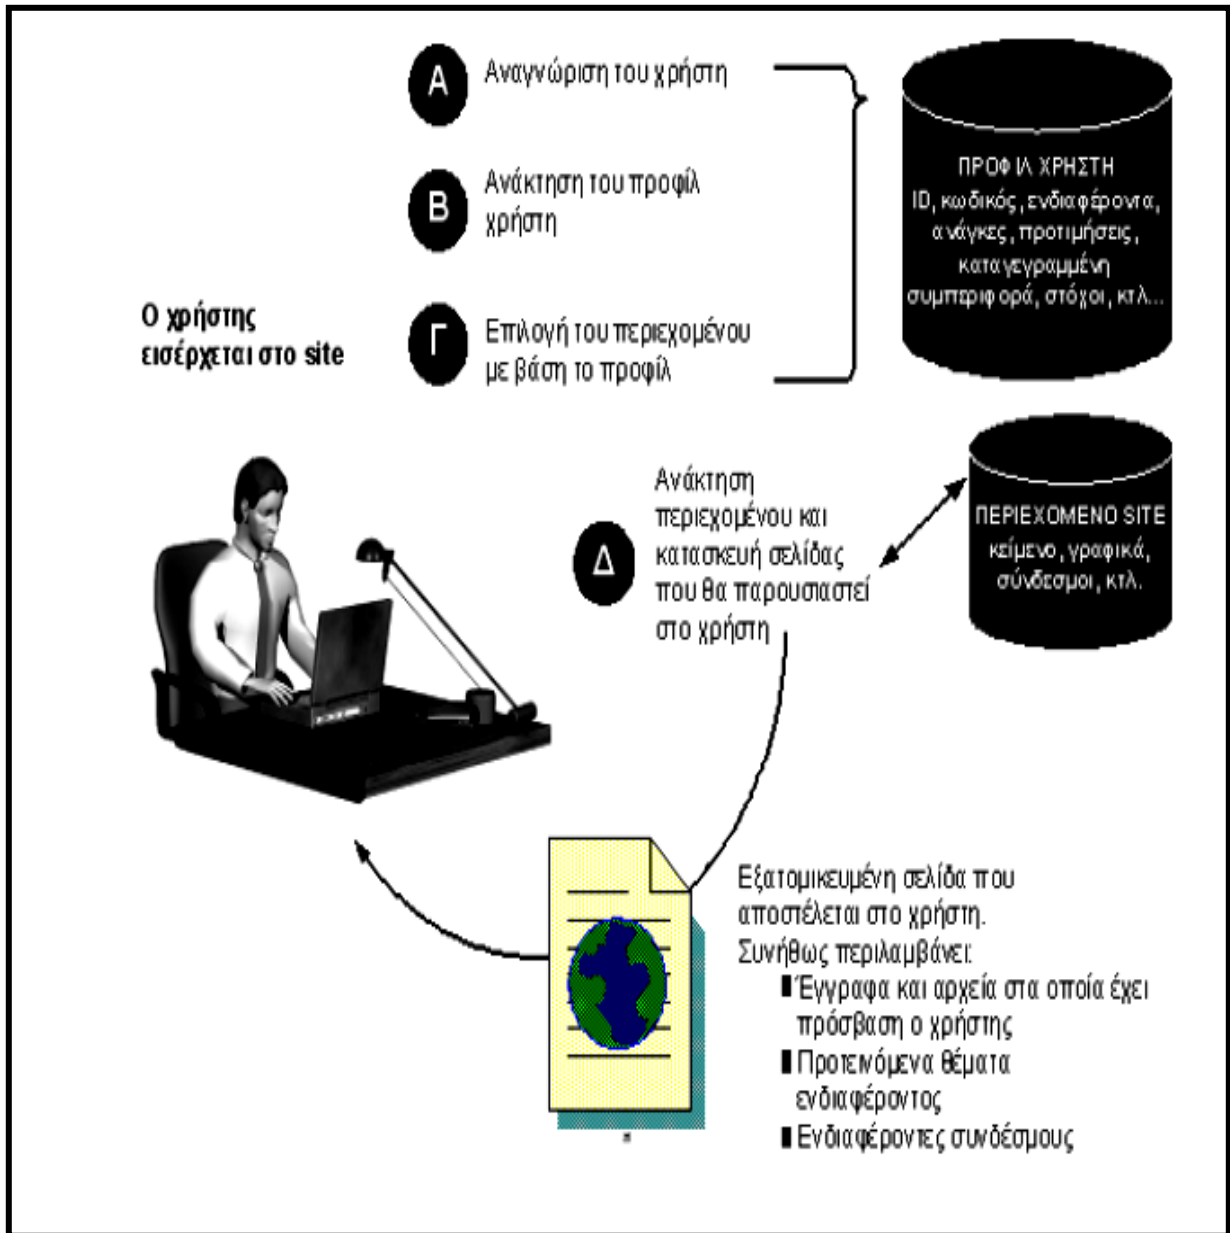 Α
Αναγνώριση του χρήστη
Β
Ανάκτηση του προφίλ
χρήστη
Γ
Επιλογή του περιεχομένου
με βάση το προφίλ
ΠΡΟΦΙΛ ΧΡΗΣΤΗ
ID, κωδικός, ενδιαφέροντα,
ανάγκες, προτιμήσεις,
καταγεγραμμένη
συμπεριφορά, στόχοι, κτλ...
Ο χρήστης
εισέρχεται στο site
Δ
Ανάκτηση
περιεχομένου και
κατασκευή σελίδας
που θα παρουσιαστεί
στο χρήστη
ΠΕΡΙΕΧΟΜΕΝΟ SITE
κείμενο, γραφικά,
σύνδεσμοι, κτλ.
Εξατομικευμένη σελίδα που
αποστέλεται στο χρήστη.
Συνήθως περιλαμβάνει:
Έγγραφα και αρχεία στα οποία έχει
πρόσβαση ο χρήστης
Προτεινόμενα θέματα
ενδιαφέροντος
Ενδιαφέροντες συνδέσμους